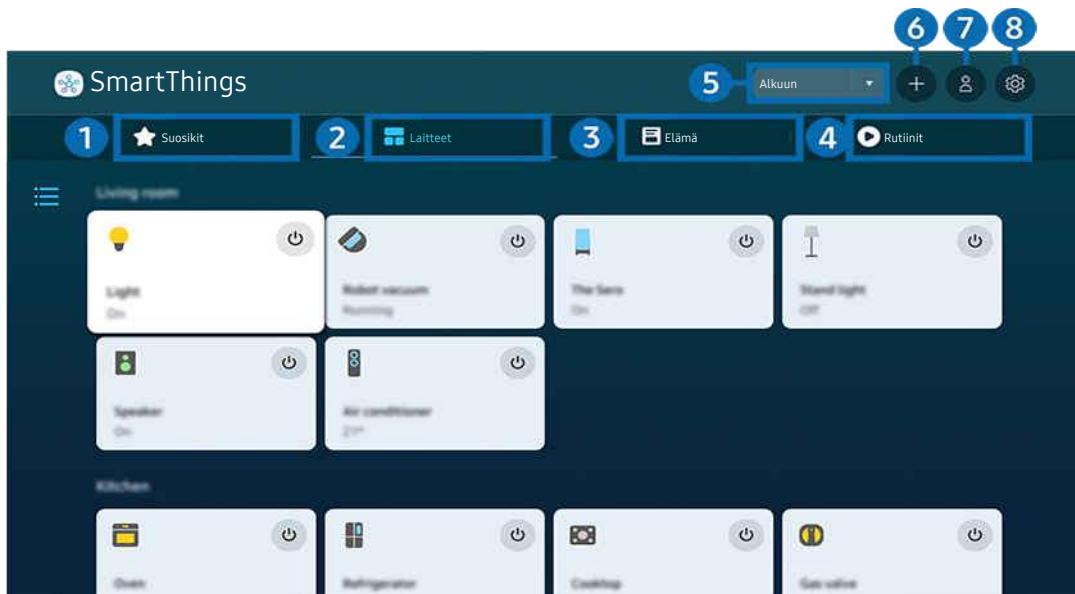 6 7 8
SmartThings
5 Alkuun
1 Suosikit 2 Laitteet 3 Elämä 4 Rutiinit
Living room
Light Robot vacuum The Sero Stand light
On Running On Off
Speaker Air conditioner
On 21°
Kitchen
Oven Refrigerator Cooktop Gas valve